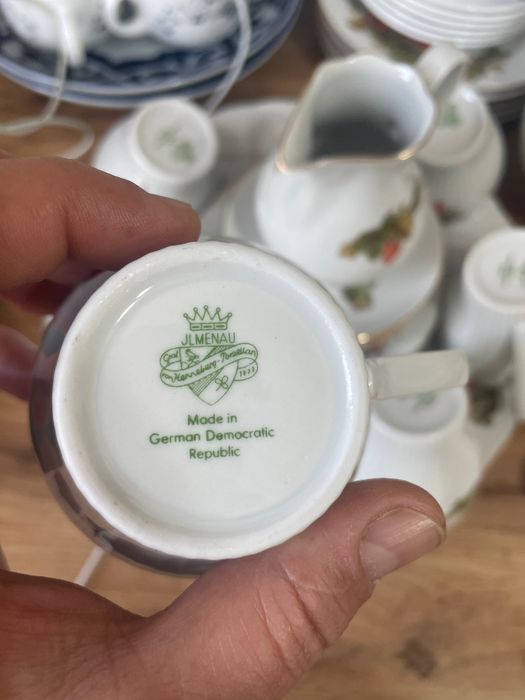 JLMENAU
Graf
von Henneberg-Porzellan
1777
Made in
German Democratic
Republic